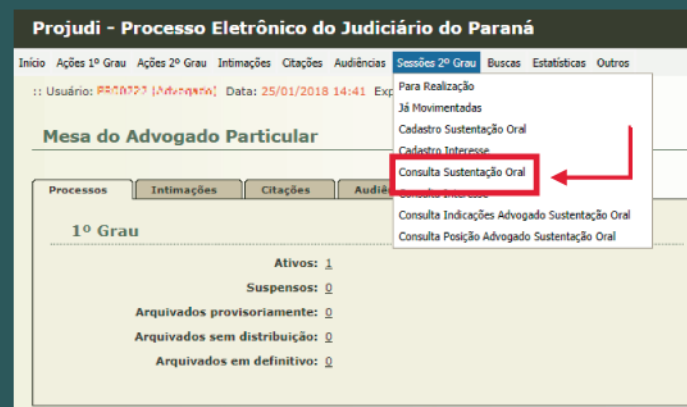 Projudi - Processo Eletrônico do Judiciário do Paraná
Início Ações 1º Grau Ações 2º Grau Intimações Citações Audiências Sessões 2º Grau Buscas Estatísticas Outros
:: Usuário: Data: 25/01/2018 14:41 Exp
Para Realização
Já Movimentadas
Cadastro Sustentação Oral
Cadastro Interesse
Consulta Sustentação Oral
Consulta Interesse
Consulta Indicações Advogado Sustentação Oral
Consulta Posição Advogado Sustentação Oral
Mesa do Advogado Particular
Processos Intimações Citações Audiê
1º Grau
Ativos: 1
Suspensos: 0
Arquivados provisoriamente: 0
Arquivados sem distribuição: 0
Arquivados em definitivo: 0